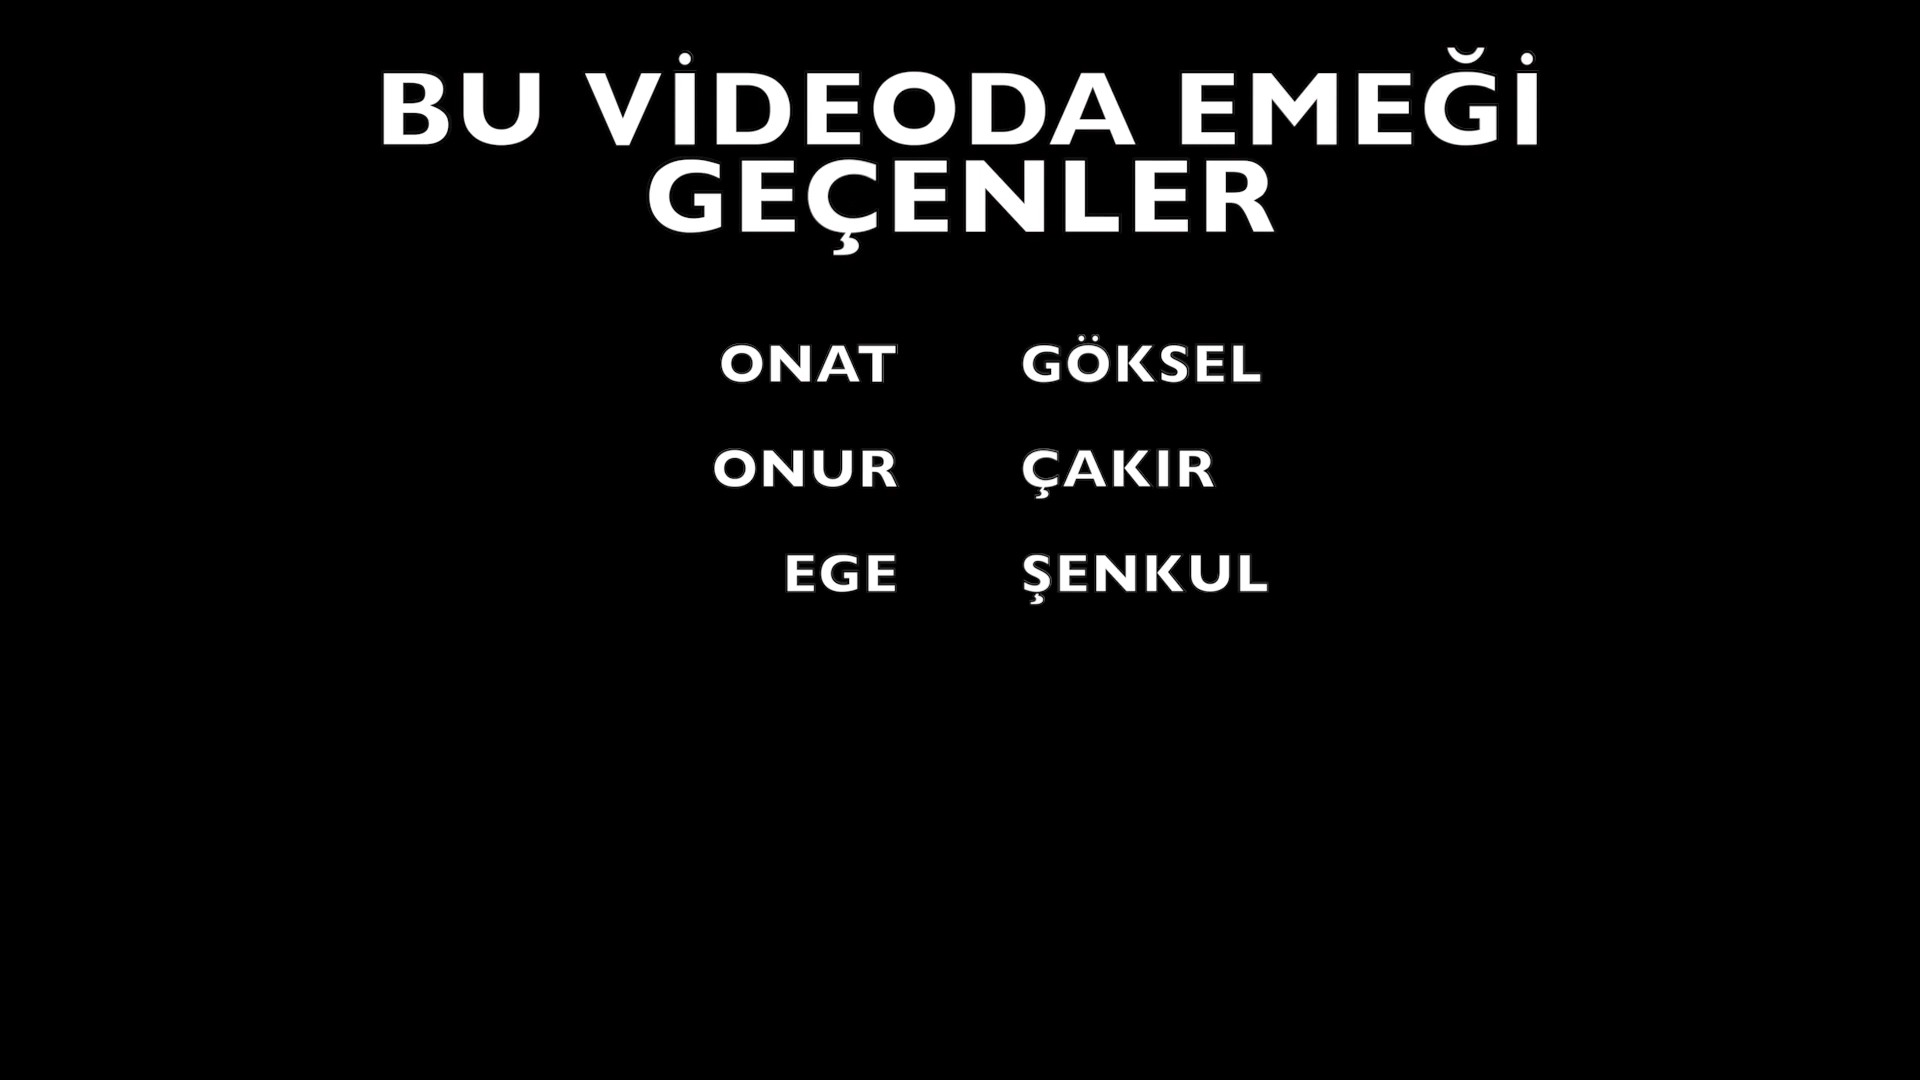 BU VİDEODA EMEĞİ
GEÇENLER
ONAT GÖKSEL
ONUR ÇAKIR
EGE ŞENKUL